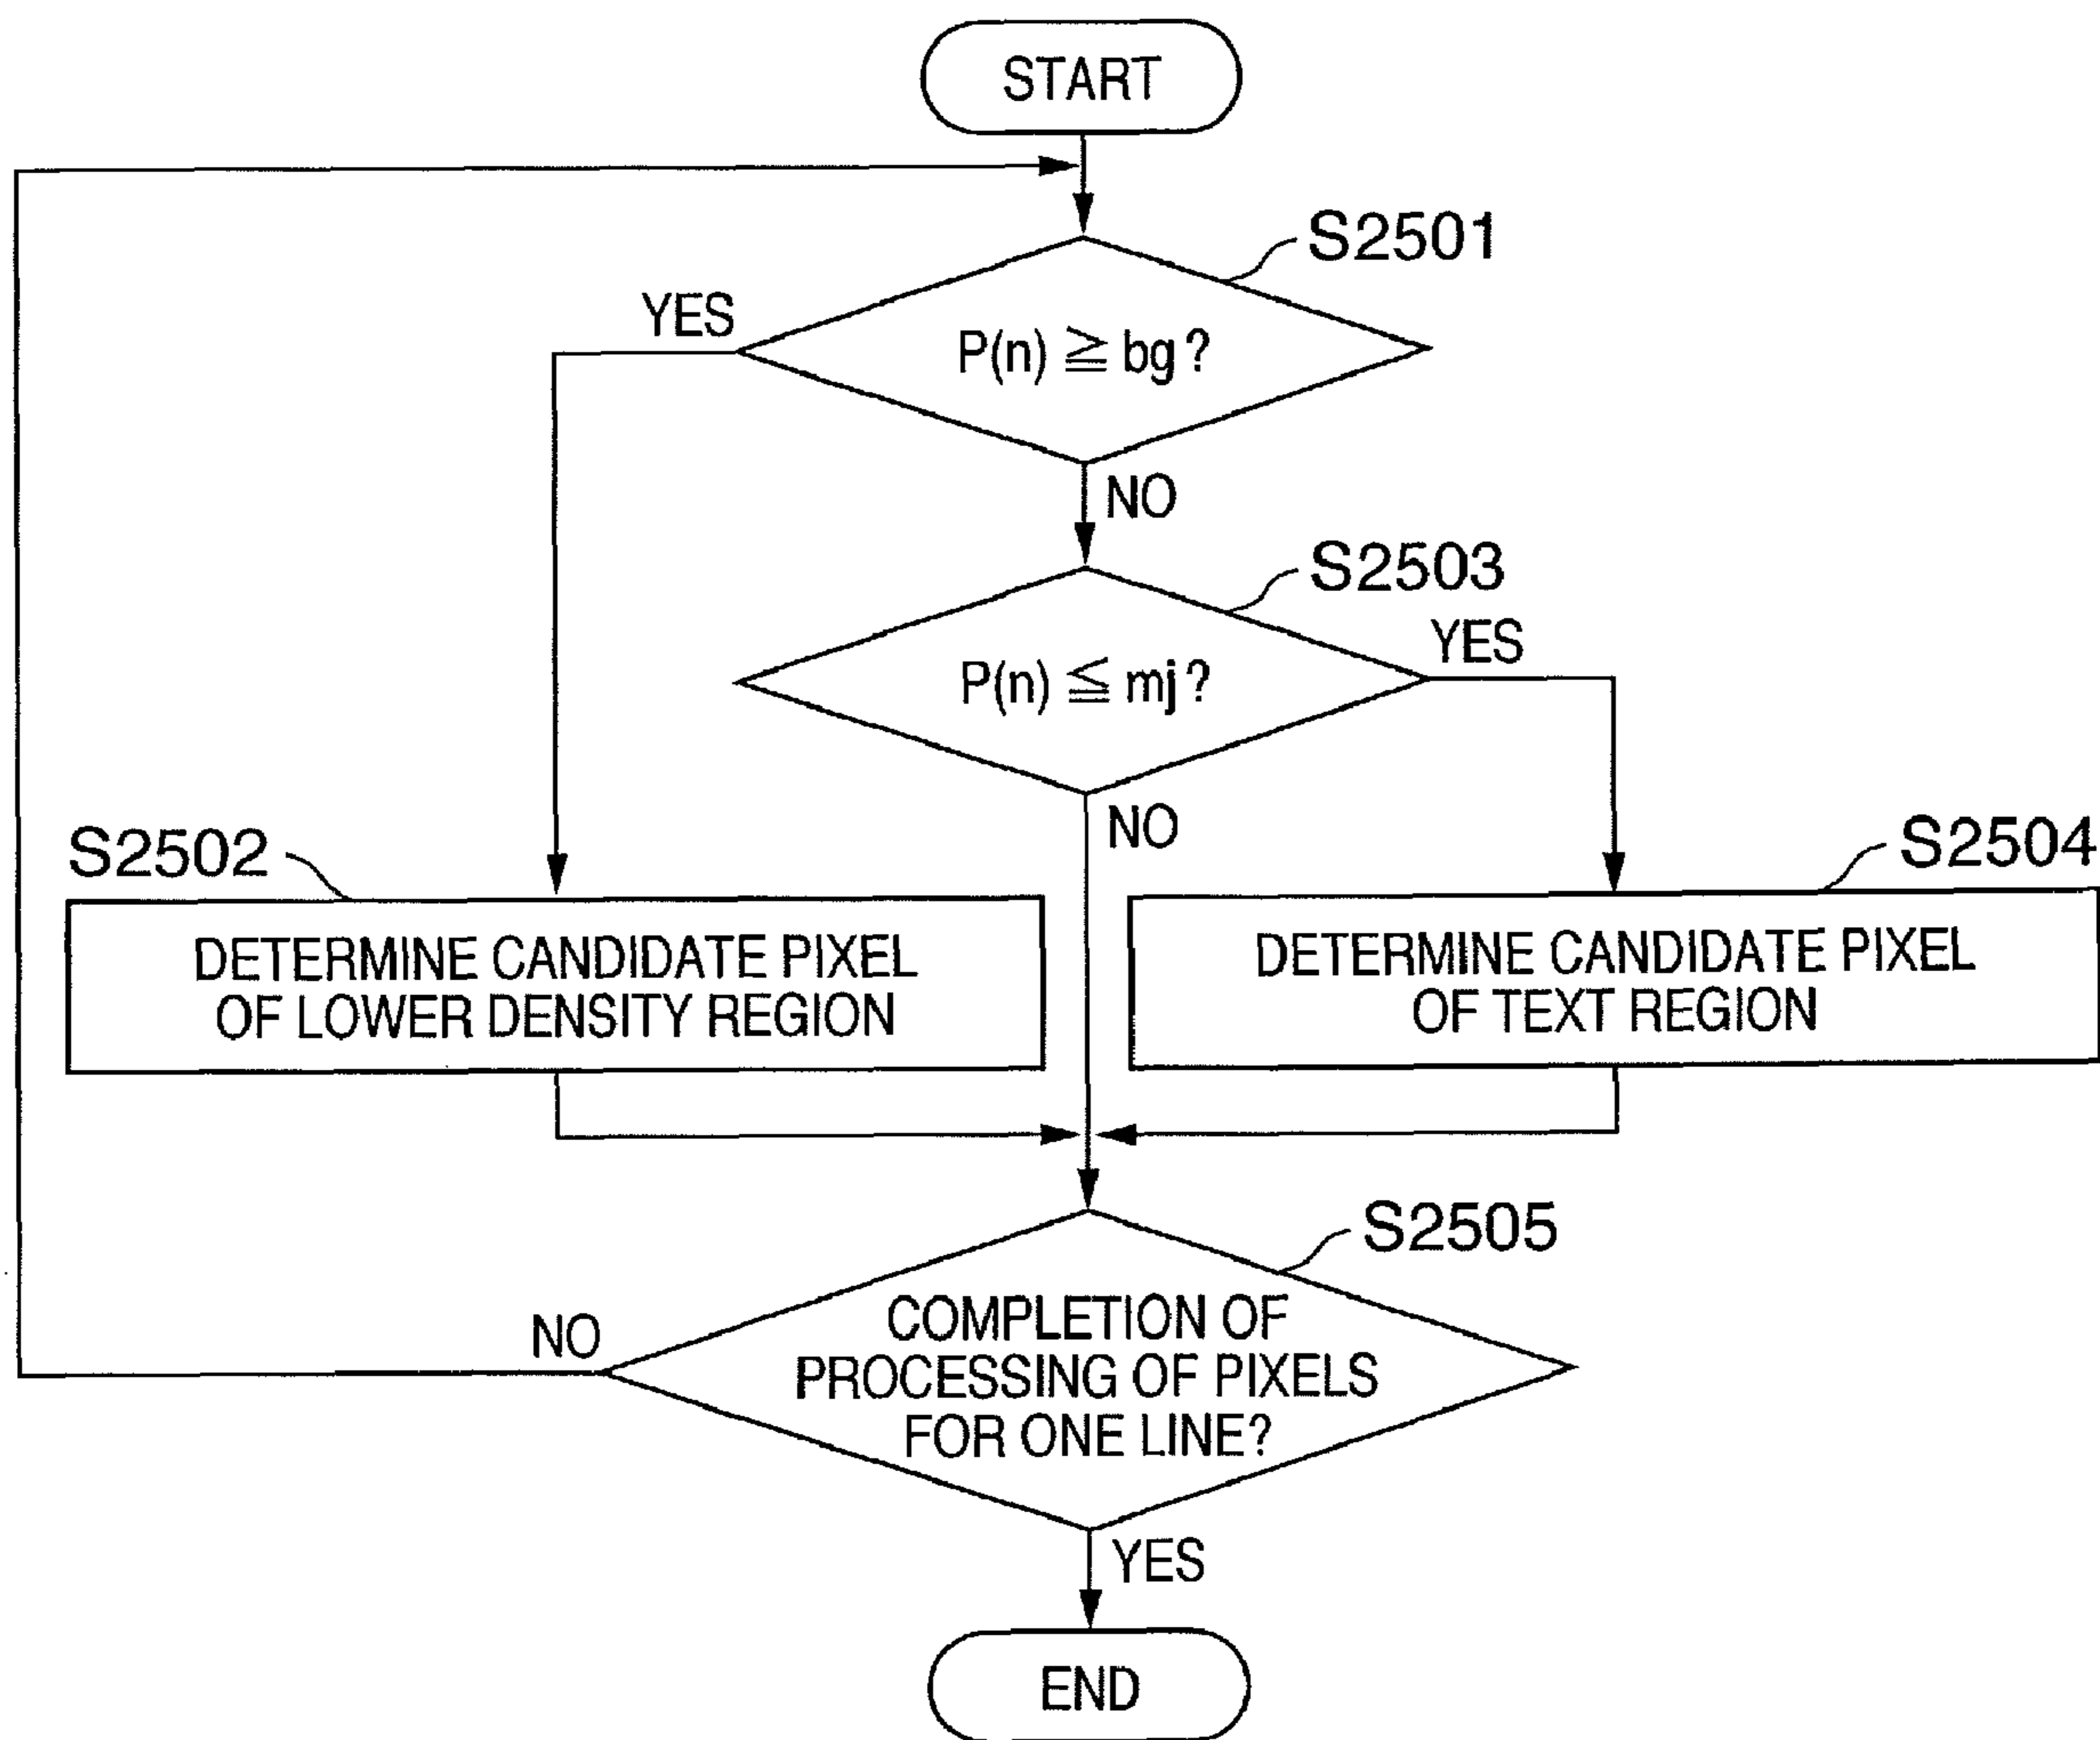 START
S2501
YES
P(n) ≧ bg?
NO
S2503
YES
P(n) ≦ mj?
NO
S2502
S2504
DETERMINE CANDIDATE PIXEL
OF LOWER DENSITY REGION
DETERMINE CANDIDATE PIXEL
OF TEXT REGION
S2505
NO
COMPLETION OF
PROCESSING OF PIXELS
FOR ONE LINE?
YES
END